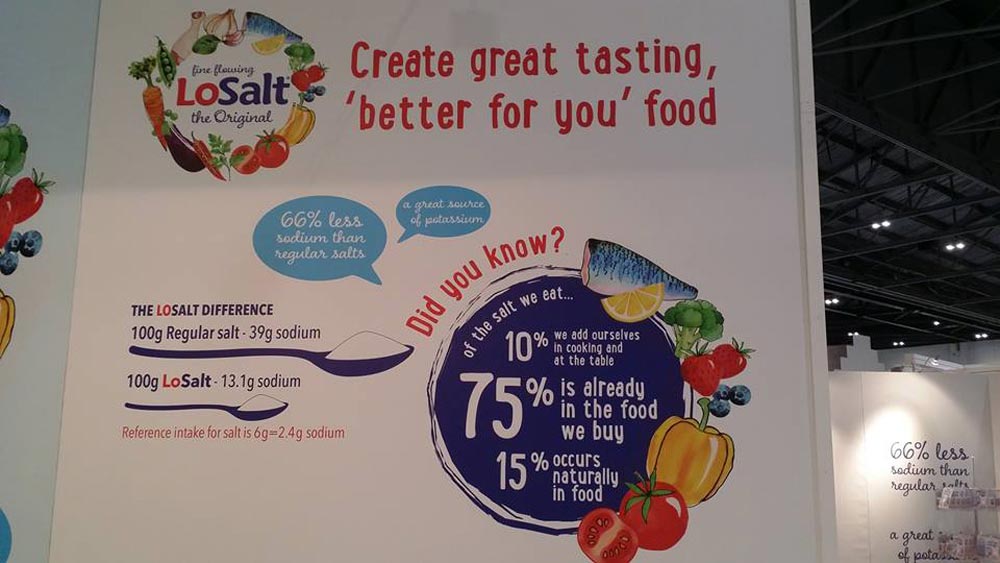 fine flowing
LoSalt
the Original
Create great tasting,
'better for you' food
66% less
sodium than
regular salts
a great source
of potassium
THE LOSALT DIFFERENCE
100g Regular salt - 39g sodium
100g LoSalt - 13.1g sodium
Reference intake for salt is 6g=2.4g sodium
Did you know?
of the salt we eat...
10% we add ourselves
in cooking and
at the table
75% is already
in the food
we buy
15% occurs
naturally
in food
66% less
sodium than
regular salts
a great
of